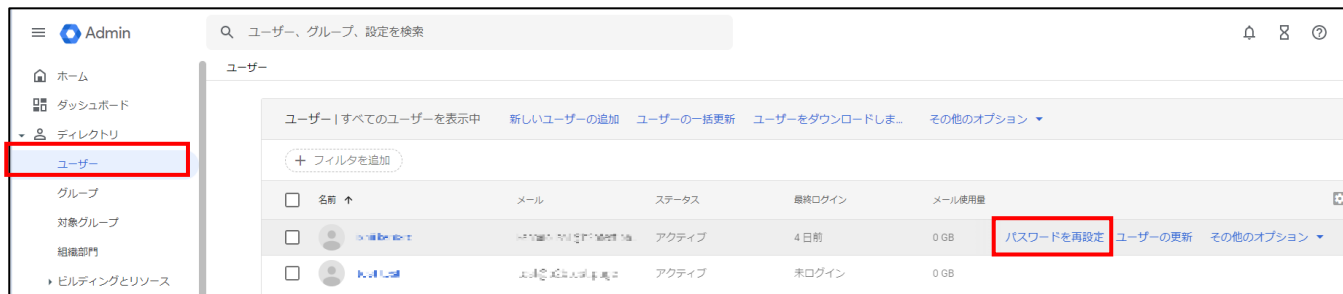 Admin
ユーザー、グループ、設定を検索
ホーム
ダッシュボード
ディレクトリ
ユーザー
グループ
対象グループ
組織部門
ビルディングとリソース
ユーザー
ユーザー | すべてのユーザーを表示中 新しいユーザーの追加 ユーザーの一括更新 ユーザーをダウンロードしま... その他のオプション
+ フィルタを追加
名前 ↑ メール ステータス 最終ログイン メール使用量
アクティブ 4 日前 0 GB パスワードを再設定 ユーザーの更新 その他のオプション
アクティブ 未ログイン 0 GB